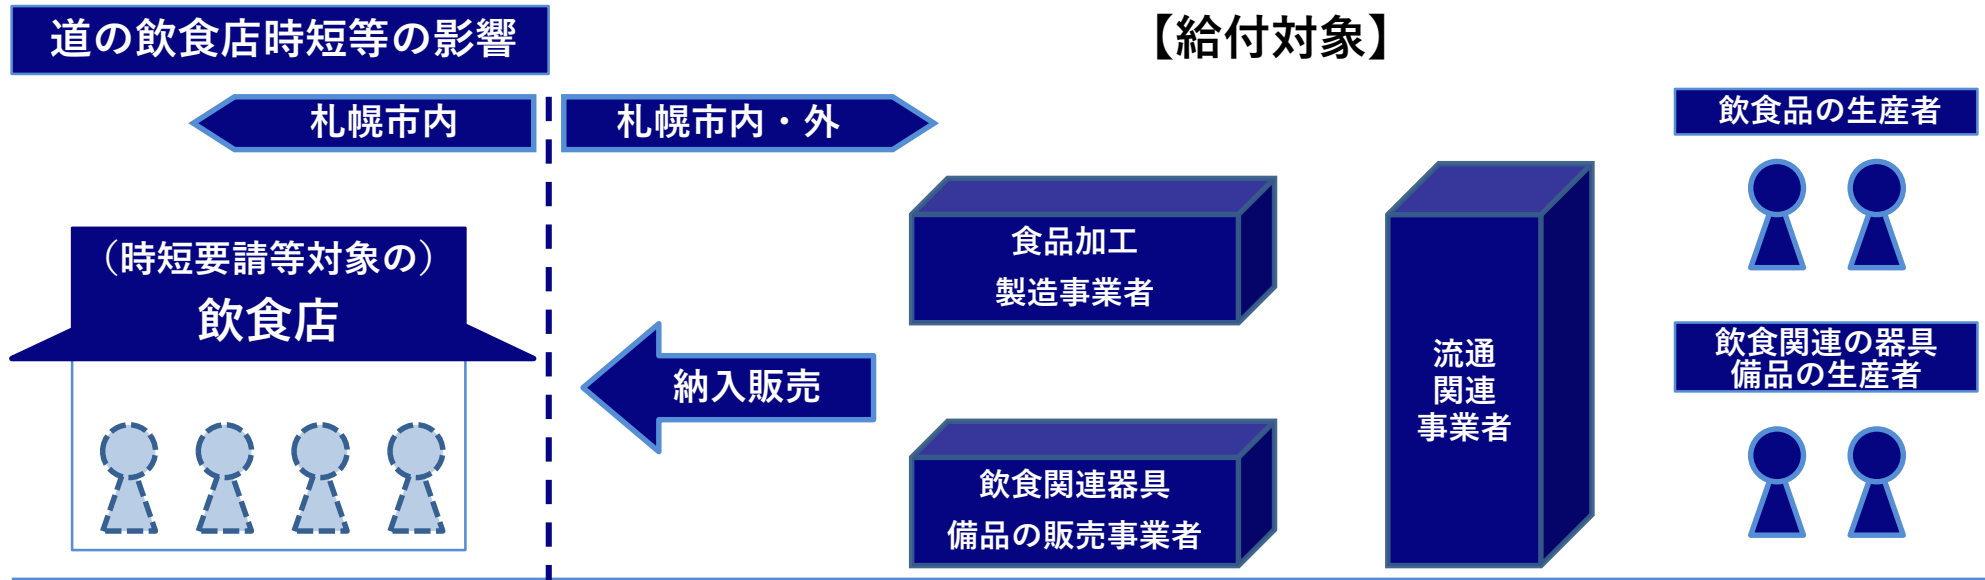 道の飲食店時短等の影響
【給付対象】
札幌市内
札幌市内・外
飲食品の生産者
（時短要請等対象の）
飲食店
食品加工
製造事業者
納入販売
流通
関連
事業者
飲食関連の器具
備品の生産者
飲食関連器具
備品の販売事業者